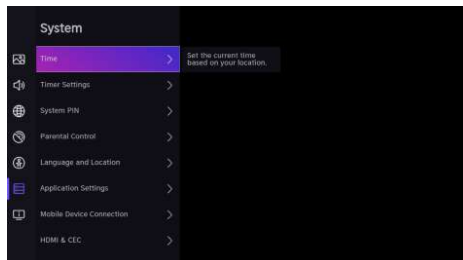 System
Time
Set the current time
based on your location.
Timer Settings
System PIN
Parental Control
Language and Location
Application Settings
Mobile Device Connection
HDMI & CEC